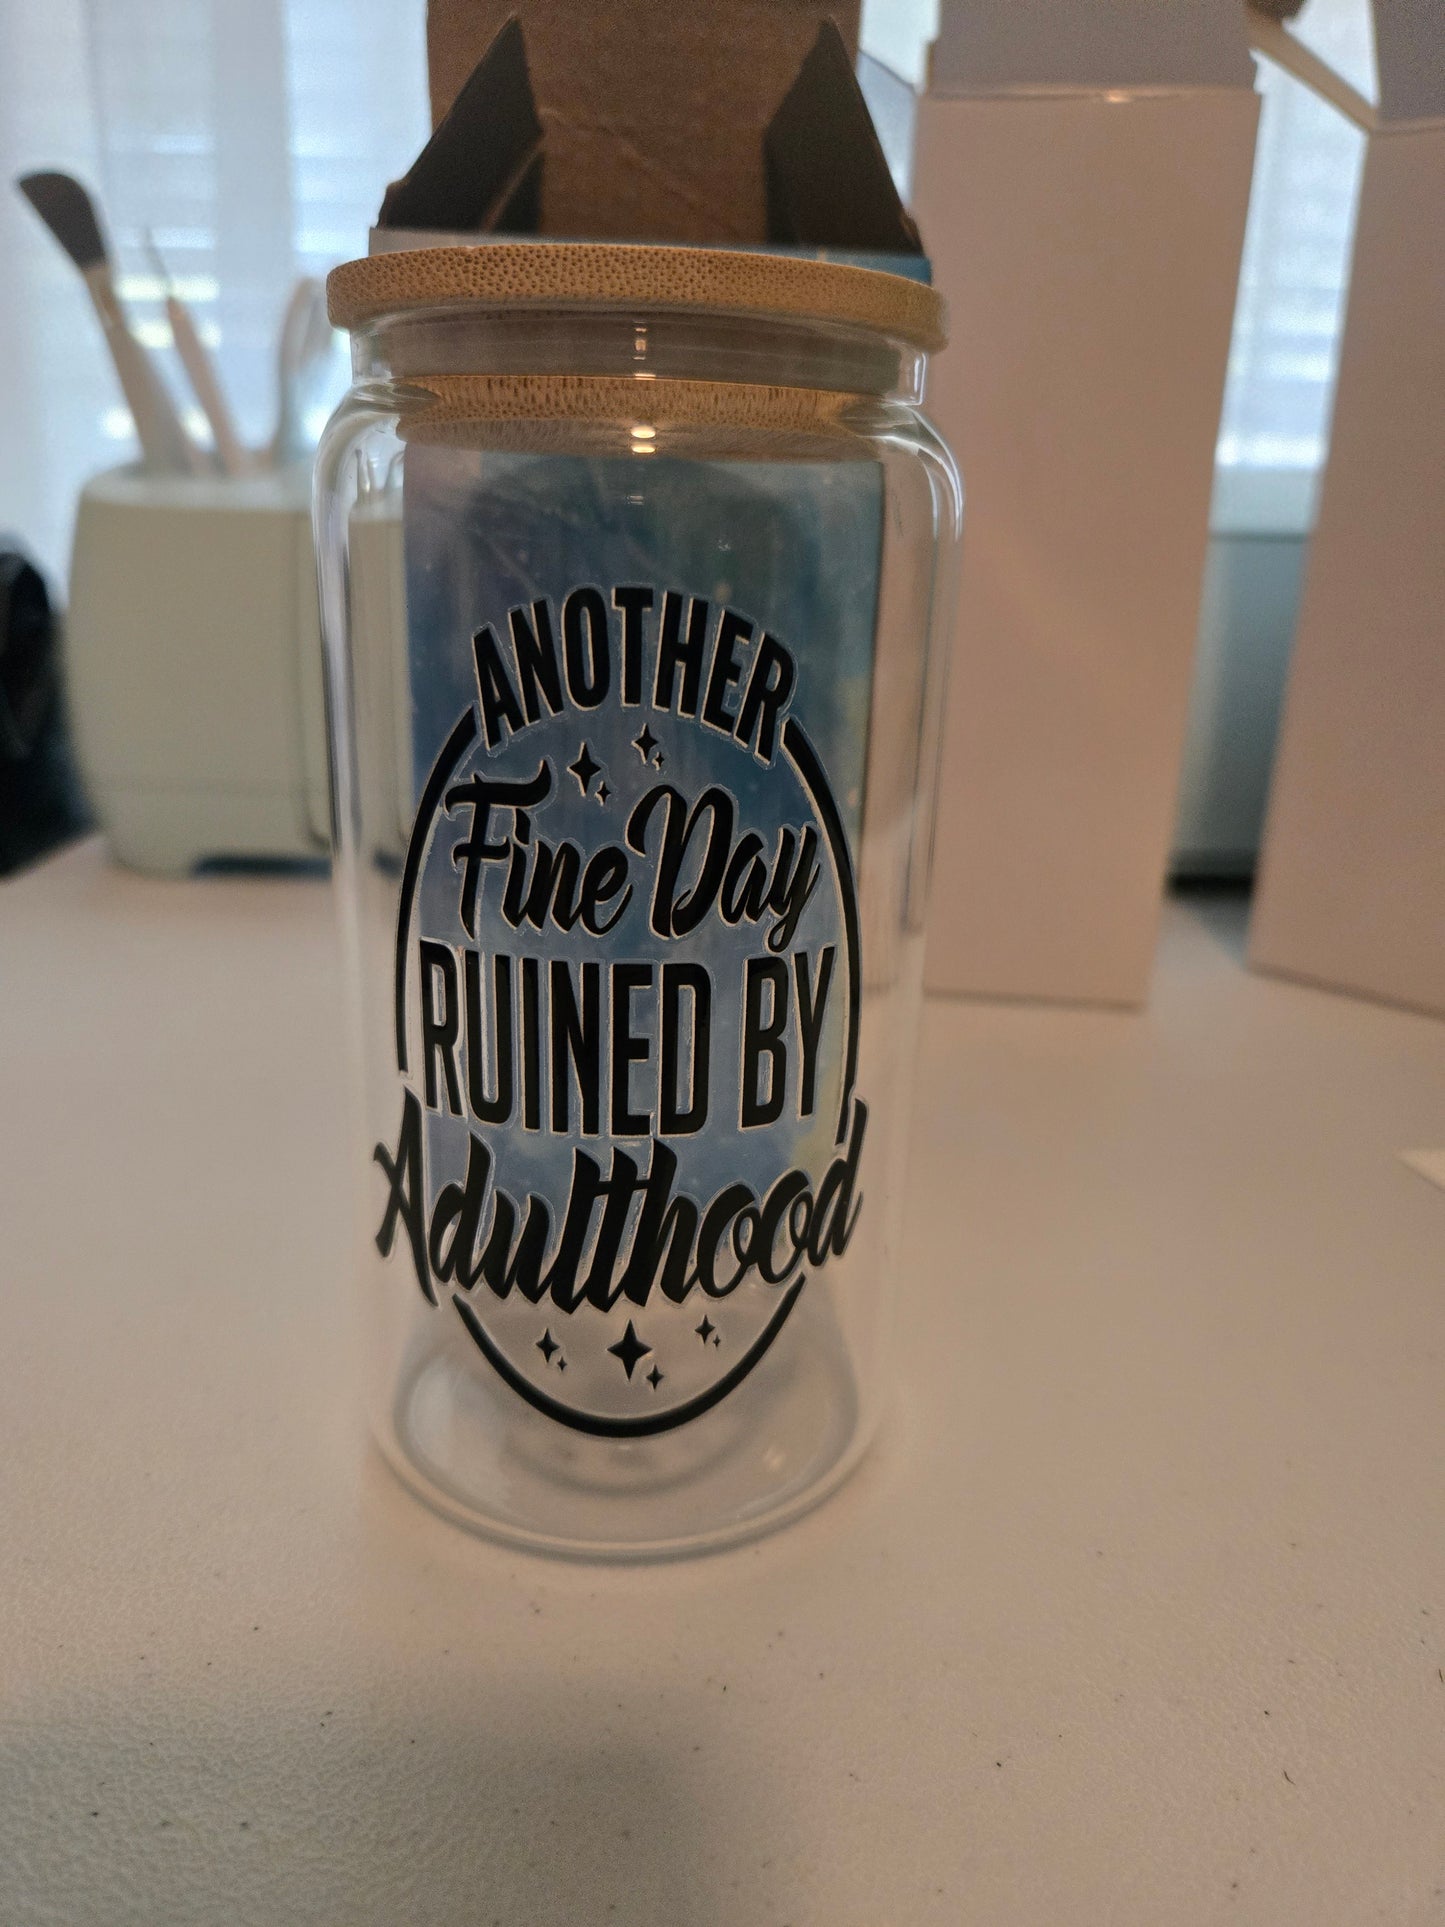 ANOTHER
Fine Day
RUINED BY
Adulthood